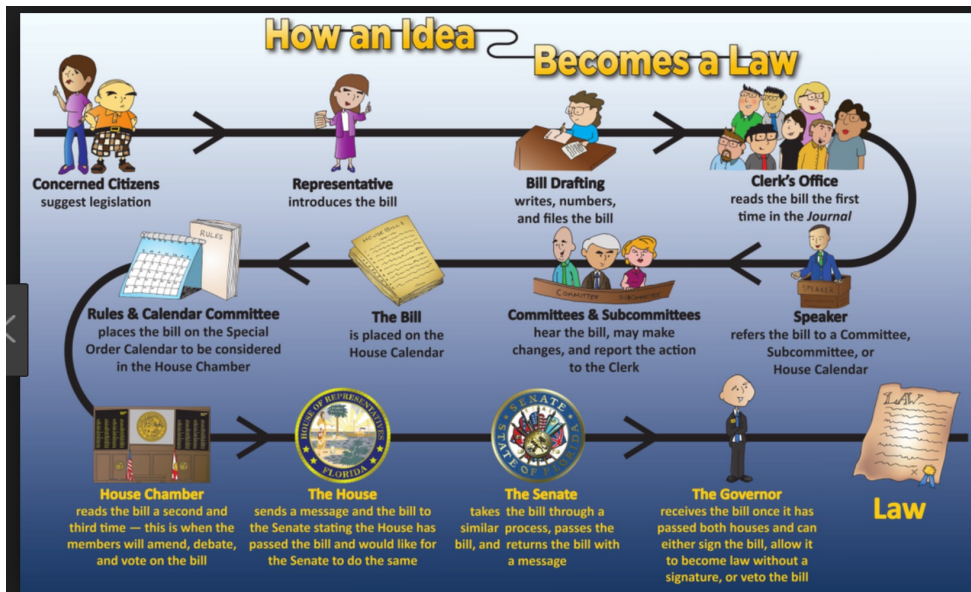 How an Idea
Becomes a Law
Concerned Citizens
suggest legislation
Representative
introduces the bill
Bill Drafting
writes, numbers,
and files the bill
Clerk's Office
reads the bill the first
time in the Journal
Speaker
refers the bill to a Committee,
Subcommittee, or
House Calendar
SPEAKER
COMMITTEE SUBCOMMITTEE
Committees & Subcommittees
hear the bill, may make
changes, and report the action
to the Clerk
HOUSE BILL
The Bill
is placed on the
House Calendar
RULES
CALENDAR
Rules & Calendar Committee
places the bill on the Special
Order Calendar to be considered
in the House Chamber
House Chamber
reads the bill a second and
third time — this is when the
members will amend, debate,
and vote on the bill
HOUSE OF REPRESENTATIVES
FLORIDA
The House
sends a message and the bill to
the Senate stating the House has
passed the bill and would like for
the Senate to do the same
SENATE
STATE OF FLORIDA
The Senate
takes the bill through a
similar process, passes the
bill, and returns the bill with
a message
The Governor
receives the bill once it has
passed both houses and can
either sign the bill, allow it
to become law without a
signature, or veto the bill
LAW
Law